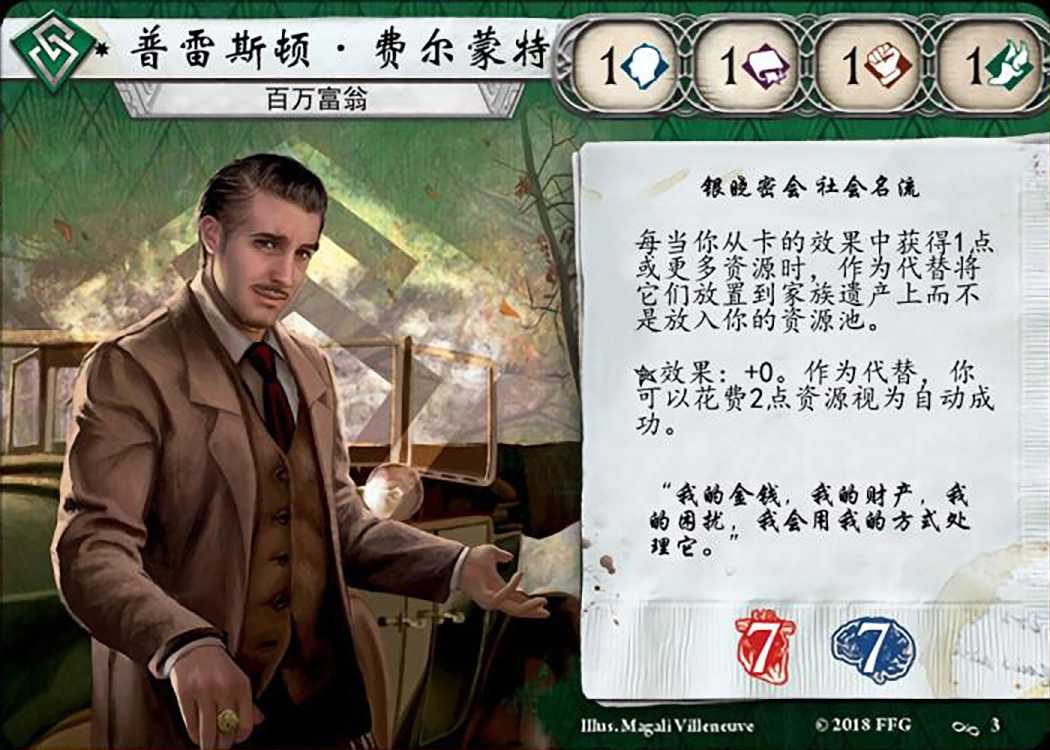 普雷斯顿·费尔蒙特
1 1 1 1
百万富翁
银晓密会 社会名流
每当你从卡的效果中获得1点
或更多资源时，作为代替将
它们放置到家族遗产上而不
是放入你的资源池。
效果：+0。作为代替，你
可以花费2点资源视为自动成
功。
“我的金钱，我的财产，我
的困扰，我会用我的方式处
理它。”
7 7
Illus. Magali Villeneuve © 2018 FFG 3